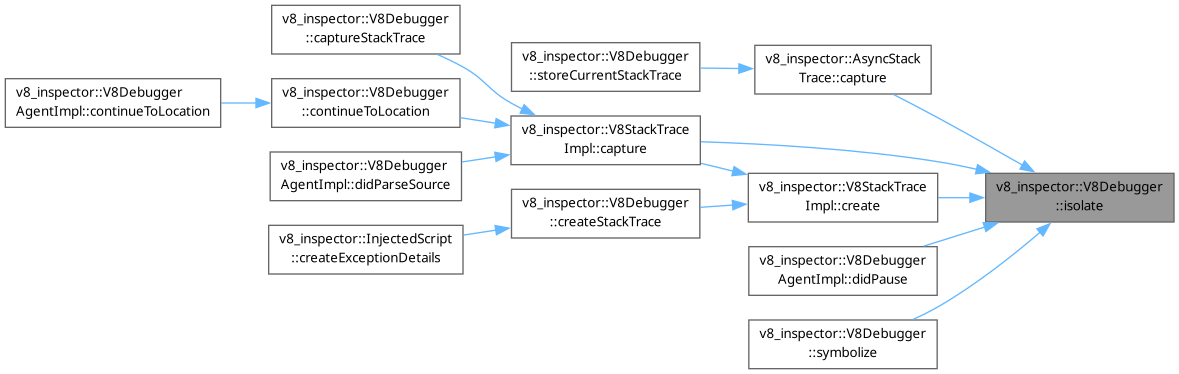 v8_inspector::V8Debugger
::captureStackTrace
v8_inspector::V8Debugger
::storeCurrentStackTrace
v8_inspector::AsyncStack
Trace::capture
v8_inspector::V8Debugger
AgentImpl::continueToLocation
v8_inspector::V8Debugger
::continueToLocation
v8_inspector::V8StackTrace
Impl::capture
v8_inspector::V8Debugger
AgentImpl::didParseSource
v8_inspector::V8StackTrace
Impl::create
v8_inspector::V8Debugger
::isolate
v8_inspector::V8Debugger
::createStackTrace
v8_inspector::InjectedScript
::createExceptionDetails
v8_inspector::V8Debugger
AgentImpl::didPause
v8_inspector::V8Debugger
::symbolize